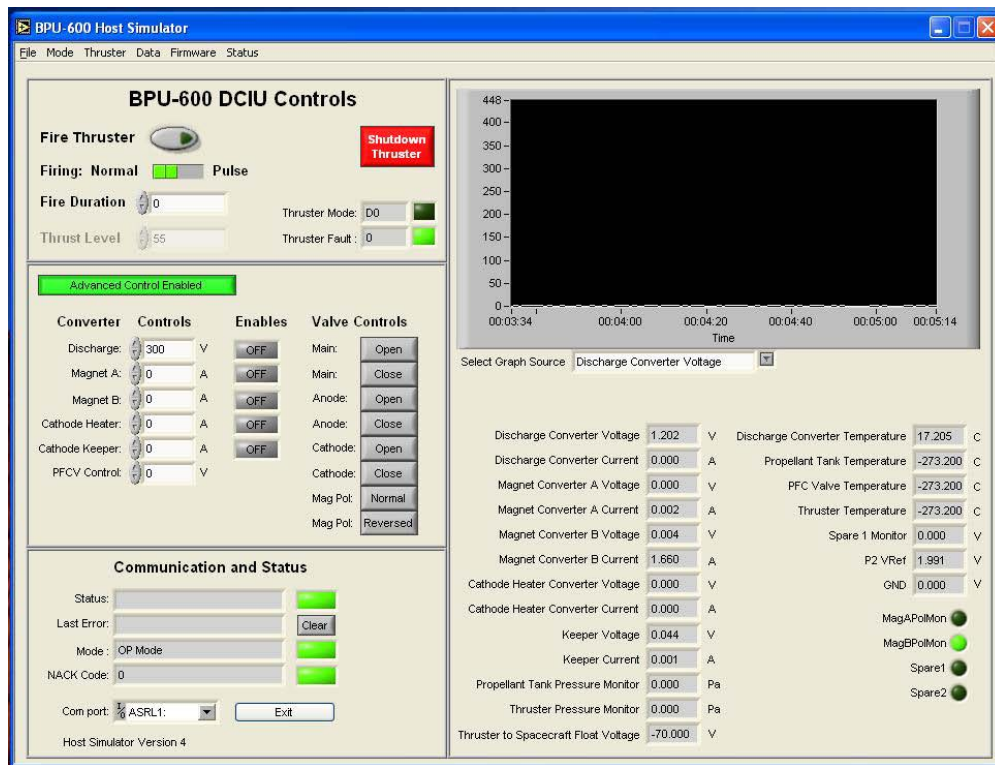 BPU-600 Host Simulator
File Mode Thruster Data Firmware Status
BPU-600 DCIU Controls
Fire Thruster
Shutdown
Thruster
Firing: Normal Pulse
Fire Duration 0
Thruster Mode: D0
Thrust Level 55
Thruster Fault : 0
Advanced Control Enabled
Converter Controls Enables Valve Controls
Discharge: 300 V OFF Main: Open
Magnet A: 0 A OFF Main: Close
Magnet B: 0 A OFF Anode: Open
Cathode Heater: 0 A OFF Anode: Close
Cathode Keeper: 0 A OFF Cathode: Open
PFCV Control: 0 V Cathode: Close
Mag Pol: Normal
Mag Pol: Reversed
Communication and Status
Status:
Last Error: Clear
Mode : OP Mode
NACK Code: 0
Com port: I/O ASRL1: Exit
Host Simulator Version 4
448
400
350
300
250
200
150
100
50
0
00:03:34 00:04:00 00:04:20 00:04:40 00:05:00 00:05:14
Time
Select Graph Source Discharge Converter Voltage
Discharge Converter Voltage 1.202 V
Discharge Converter Current 0.000 A
Magnet Converter A Voltage 0.000 V
Magnet Converter A Current 0.002 A
Magnet Converter B Voltage 0.004 V
Magnet Converter B Current 1.660 A
Cathode Heater Converter Voltage 0.000 V
Cathode Heater Converter Current 0.000 A
Keeper Voltage 0.044 V
Keeper Current 0.001 A
Propellant Tank Pressure Monitor 0.000 Pa
Thruster Pressure Monitor 0.000 Pa
Thruster to Spacecraft Float Voltage -70.000 V
Discharge Converter Temperature 17.205 C
Propellant Tank Temperature -273.200 C
PFC Valve Temperature -273.200 C
Thruster Temperature -273.200 C
Spare 1 Monitor 0.000 V
P2 VRef 1.991 V
GND 0.000 V
MagAPolMon
MagBPolMon
Spare1
Spare2